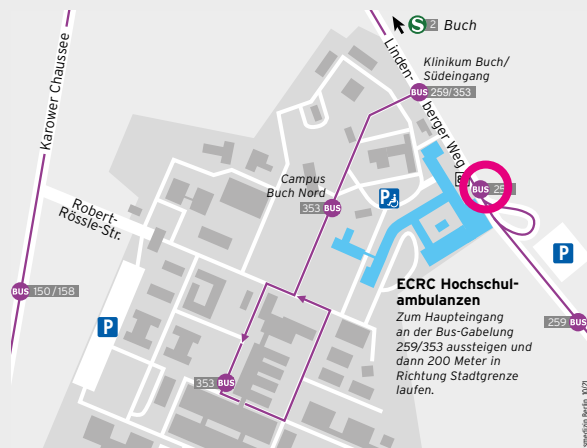 S 2 Buch
Linden-
berger Weg
Klinikum Buch/
Südeingang
BUS 259/353
Karower Chaussee
Campus
Buch Nord
353 BUS
BUS
Robert-
Rössle-Str.
P
BUS 150/158
P
P
ECRC Hochschul-
ambulanzen
Zum Haupteingang
an der Bus-Gabelung
259/353 aussteigen und
dann 200 Meter in
Richtung Stadtgrenze
laufen.
259 BUS
353 BUS